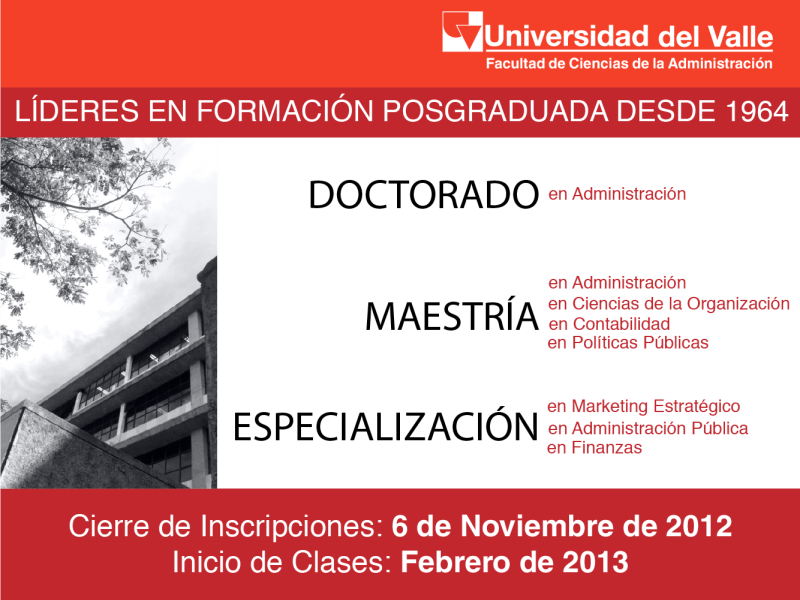 Universidad del Valle
Facultad de Ciencias de la Administración
LÍDERES EN FORMACIÓN POSGRADUADA DESDE 1964
DOCTORADO en Administración
MAESTRÍA
en Administración
en Ciencias de la Organización
en Contabilidad
en Políticas Públicas
ESPECIALIZACIÓN
en Marketing Estratégico
en Administración Pública
en Finanzas
Cierre de Inscripciones: 6 de Noviembre de 2012
Inicio de Clases: Febrero de 2013